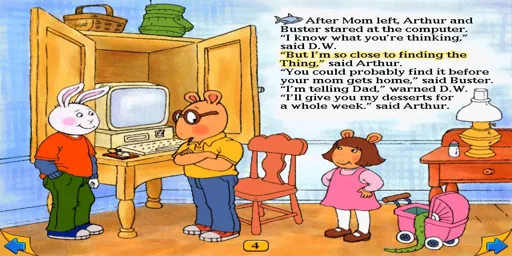 After Mom left, Arthur and
Buster stared at the computer.
"I know what you're thinking,"
said D.W.
"But I'm so close to finding the
Thing," said Arthur.
"You could probably find it before
your mom gets home," said Buster.
"I'm telling Dad," warned D.W.
"I'll give you my desserts for
a whole week." said Arthur.
4